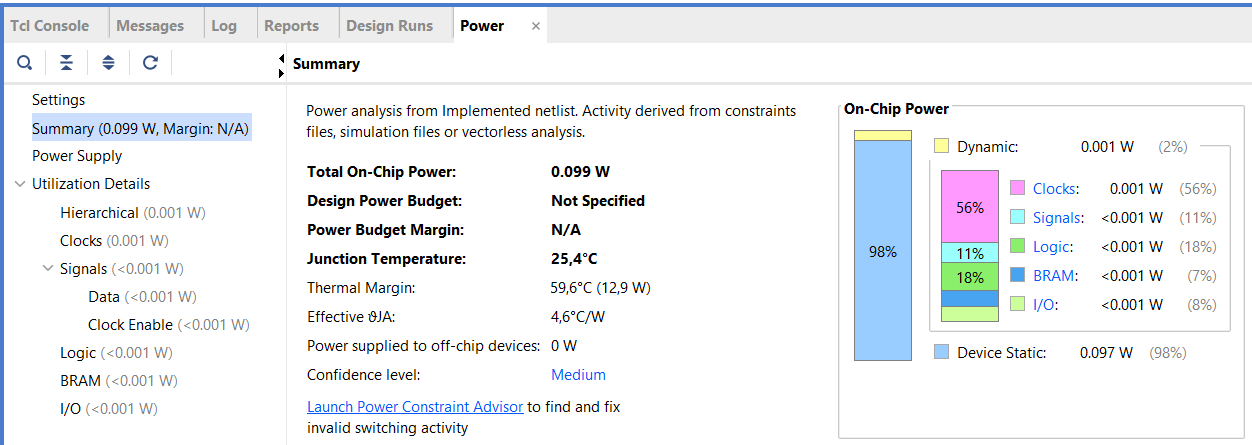 Tcl Console Messages Log Reports Design Runs Power ×
Summary
Settings
Summary (0.099 W, Margin: N/A)
Power Supply
Utilization Details
Hierarchical (0.001 W)
Clocks (0.001 W)
Signals (<0.001 W)
Data (<0.001 W)
Clock Enable (<0.001 W)
Logic (<0.001 W)
BRAM (<0.001 W)
I/O (<0.001 W)
Power analysis from Implemented netlist. Activity derived from constraints
files, simulation files or vectorless analysis.
Total On-Chip Power: 0.099 W
Design Power Budget: Not Specified
Power Budget Margin: N/A
Junction Temperature: 25,4°C
Thermal Margin: 59,6°C (12,9 W)
Effective ϑJA: 4,6°C/W
Power supplied to off-chip devices: 0 W
Confidence level: Medium
Launch Power Constraint Advisor to find and fix
invalid switching activity
On-Chip Power
98%
Dynamic: 0.001 W (2%)
56%
11%
18%
Clocks: 0.001 W (56%)
Signals: <0.001 W (11%)
Logic: <0.001 W (18%)
BRAM: <0.001 W (7%)
I/O: <0.001 W (8%)
Device Static: 0.097 W (98%)